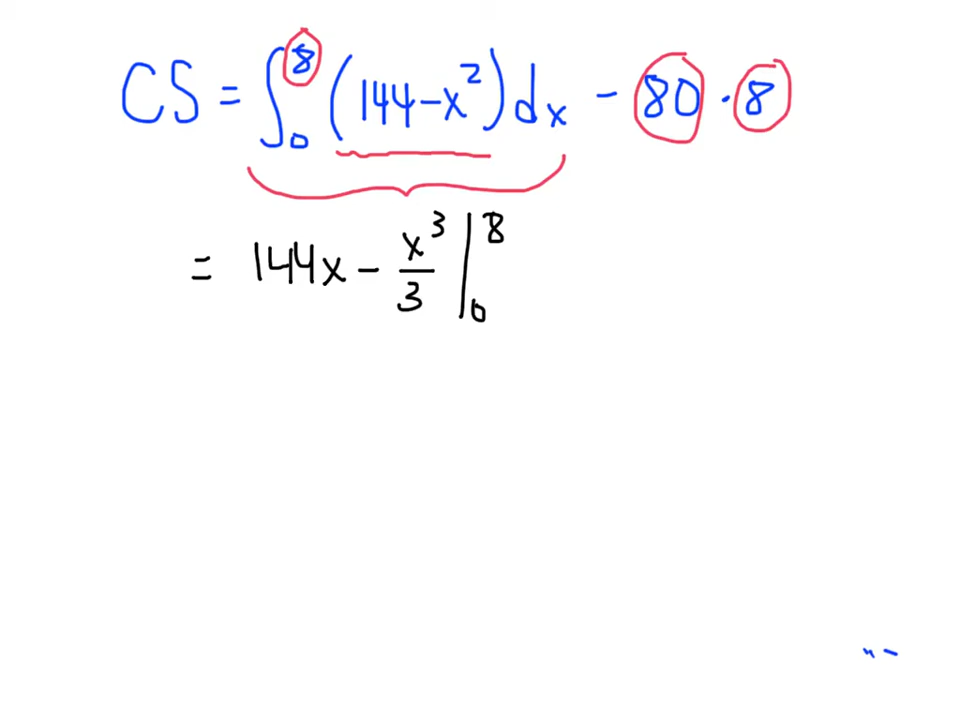 CS = ∫₀⁸ (144-x²)dx - 80 · 8
= 144x - x³/3 |₀⁸